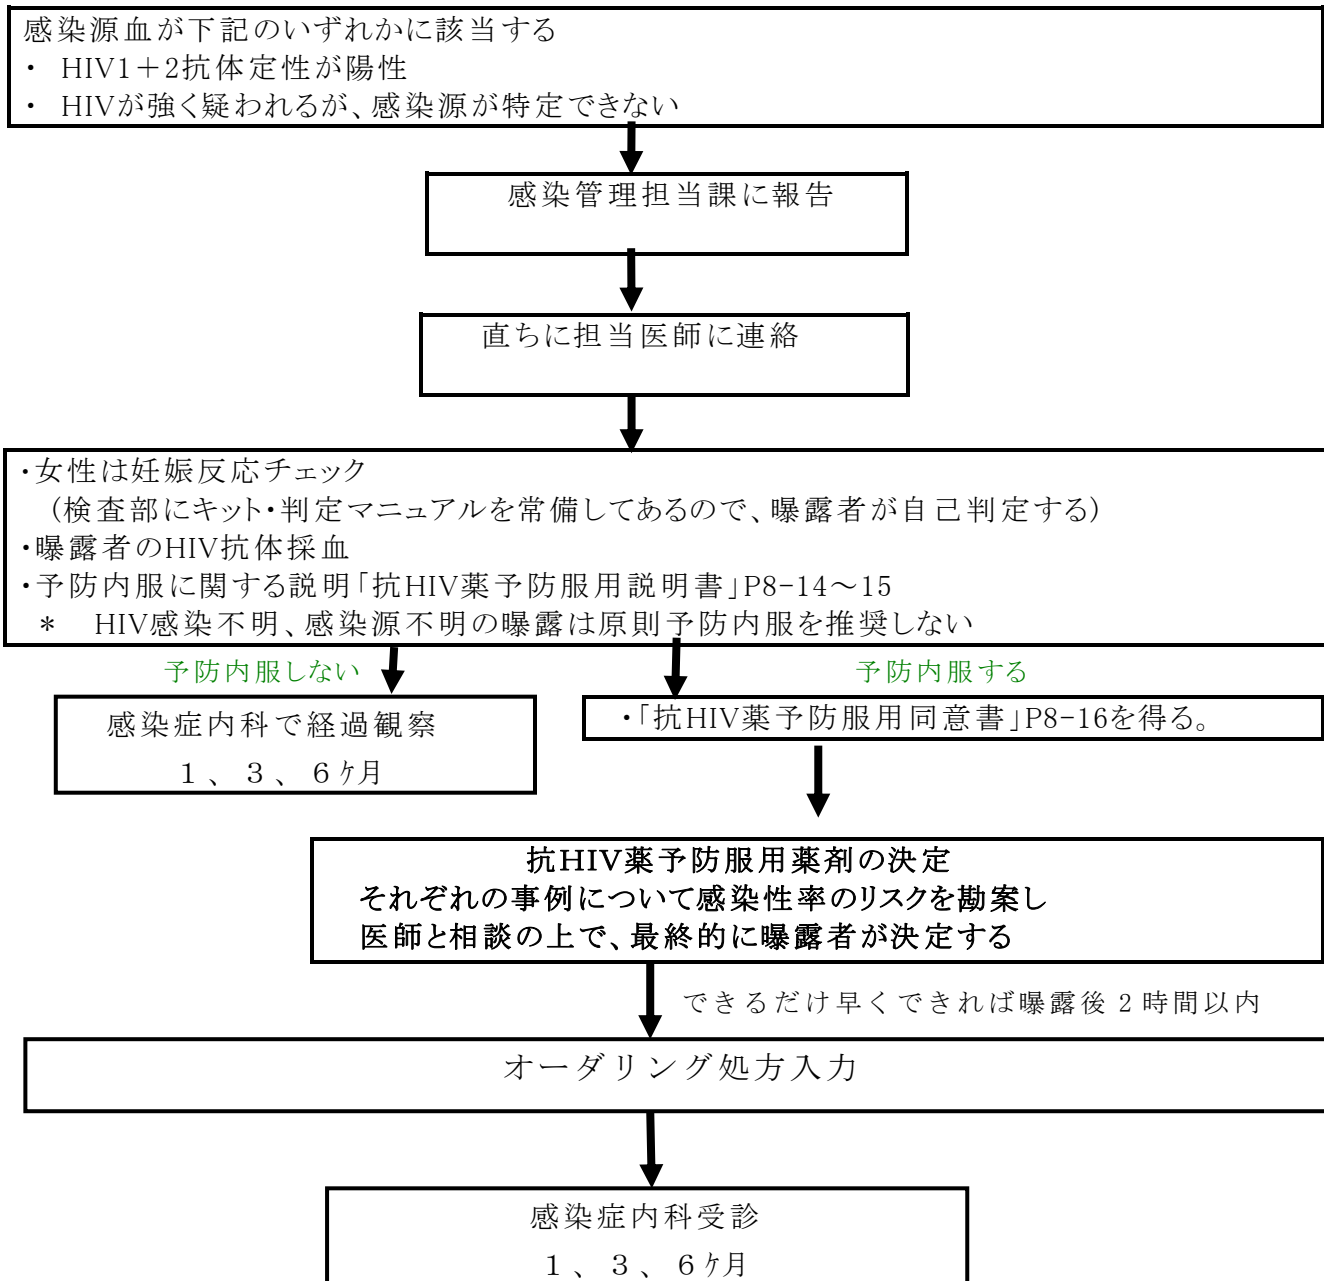 感染源血が下記のいずれかに該当する
・ HIV1＋2抗体定性が陽性
・ HIVが強く疑われるが、感染源が特定できない
感染管理担当課に報告
直ちに担当医師に連絡
・女性は妊娠反応チェック
（検査部にキット・判定マニュアルを常備してあるので、曝露者が自己判定する）
・曝露者のHIV抗体採血
・予防内服に関する説明「抗HIV薬予防服用説明書」P8-14～15
＊ HIV感染不明、感染源不明の曝露は原則予防内服を推奨しない
予防内服しない
予防内服する
感染症内科で経過観察
１、３、６ｹ月
・「抗HIV薬予防服用同意書」P8-16を得る。
抗HIV薬予防服用薬剤の決定
それぞれの事例について感染性率のリスクを勘案し
医師と相談の上で、最終的に曝露者が決定する
できるだけ早くできれば曝露後２時間以内
オーダリング処方入力
感染症内科受診
１、３、６ｹ月